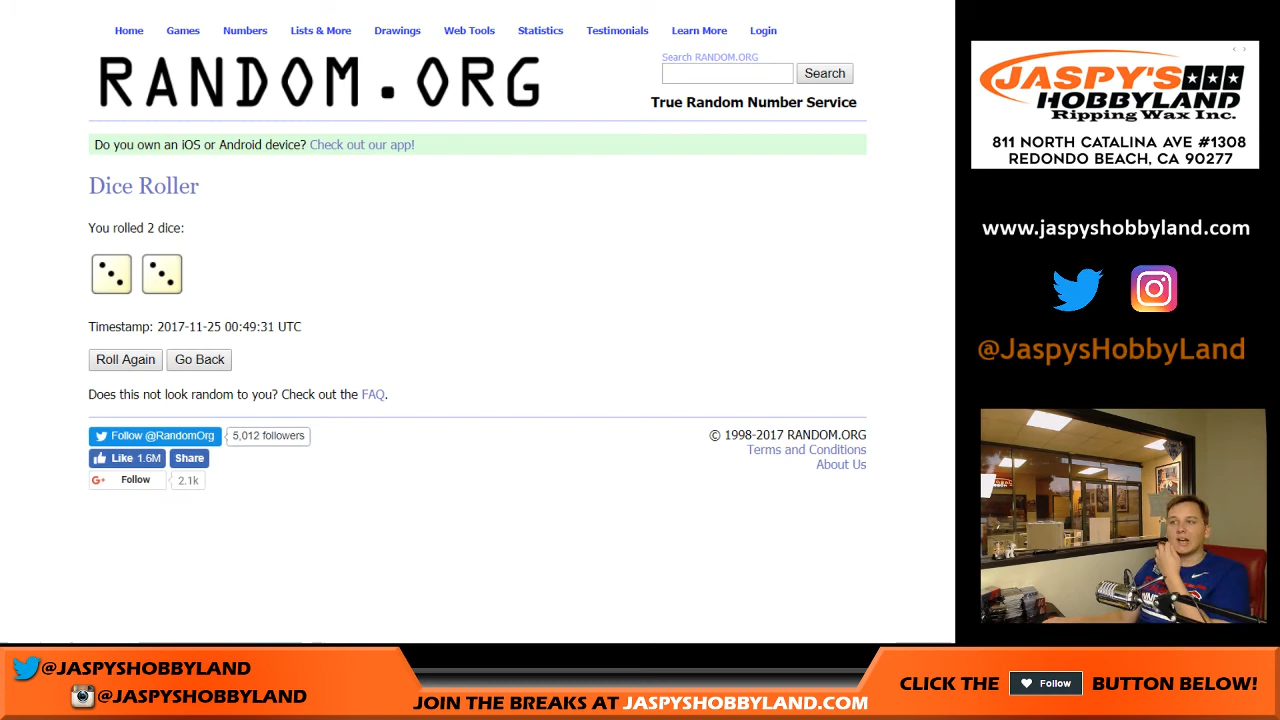 Home Games Numbers Lists & More Drawings Web Tools Statistics Testimonials Learn More Login
RANDOM.ORG
Search RANDOM.ORG
Search
True Random Number Service
Do you own an iOS or Android device? Check out our app!
Dice Roller
You rolled 2 dice:
Timestamp: 2017-11-25 00:49:31 UTC
Roll Again Go Back
Does this not look random to you? Check out the FAQ.
Follow @RandomOrg 5,012 followers
Like 1.6M Share
G+ Follow 2.1k
© 1998-2017 RANDOM.ORG
Terms and Conditions
About Us
JASPY'S
HOBBYLAND
Ripping Wax Inc.
811 NORTH CATALINA AVE #1308
REDONDO BEACH, CA 90277
www.jaspyshobbyland.com
@JaspysHobbyLand
@JASPYSHOBBYLAND
@JASPYSHOBBYLAND
JOIN THE BREAKS AT JASPYSHOBBYLAND.COM
CLICK THE Follow BUTTON BELOW!